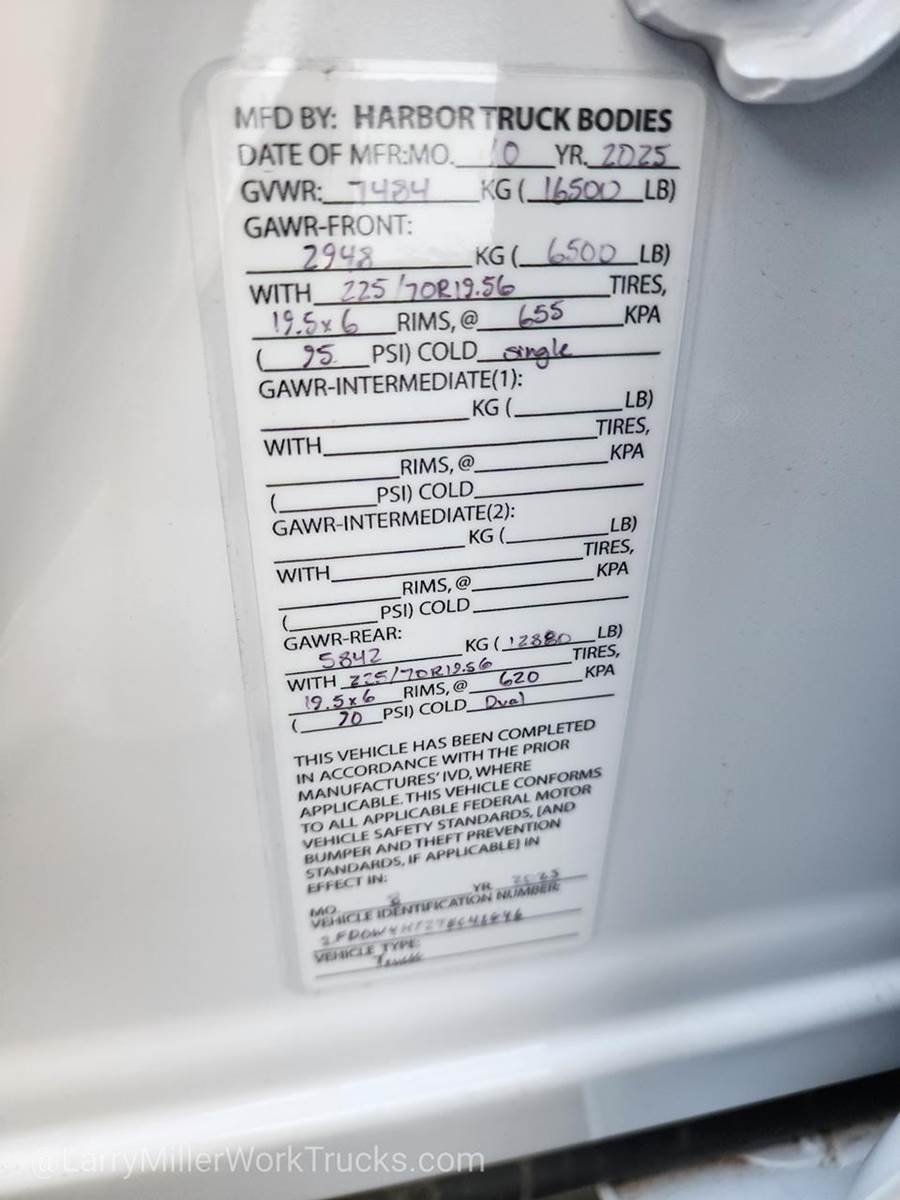 MFD BY: HARBOR TRUCK BODIES
DATE OF MFR:MO. 10 YR. 2025
GVWR: 7484 KG ( 16500 LB)
GAWR-FRONT:
2948 KG ( 6500 LB)
WITH 225/70R19.5G TIRES,
19.5x6 RIMS, @ 655 KPA
( 95 PSI) COLD single
GAWR-INTERMEDIATE(1):
KG ( LB)
WITH TIRES,
RIMS, @ KPA
( PSI) COLD
GAWR-INTERMEDIATE(2):
KG ( LB)
WITH TIRES,
RIMS, @ KPA
( PSI) COLD
GAWR-REAR:
5842 KG ( 12880 LB)
WITH 225/70R19.5G TIRES,
19.5x6 RIMS, @ 620 KPA
( 90 PSI) COLD Dual
THIS VEHICLE HAS BEEN COMPLETED
IN ACCORDANCE WITH THE PRIOR
MANUFACTURES' IVD, WHERE
APPLICABLE. THIS VEHICLE CONFORMS
TO ALL APPLICABLE FEDERAL MOTOR
VEHICLE SAFETY STANDARDS, [AND
BUMPER AND THEFT PREVENTION
STANDARDS, IF APPLICABLE] IN
EFFECT IN:
MO. 8 YR. 2025
VEHICLE IDENTIFICATION NUMBER:
VEHICLE TYPE:
Truck
@LarryMillerWorkTrucks.com